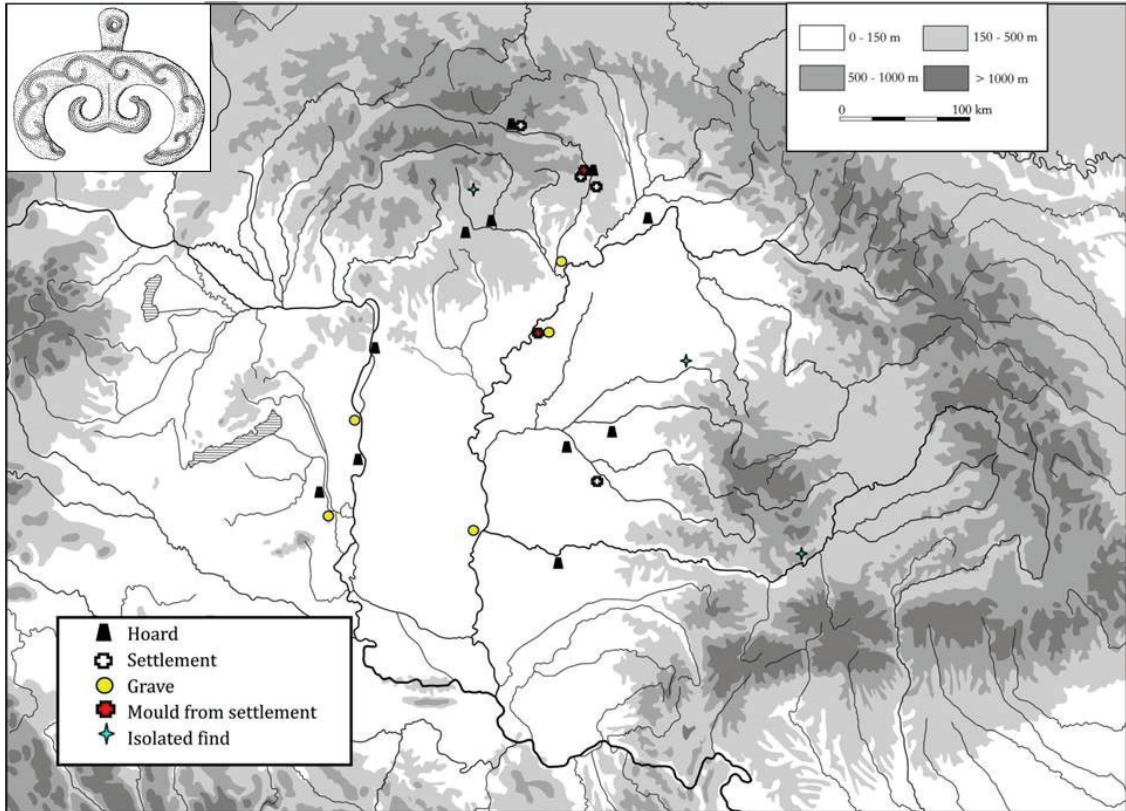 0 - 150 m
150 - 500 m
500 - 1000 m
> 1000 m
0
100 km
Hoard
Settlement
Grave
Mould from settlement
Isolated find